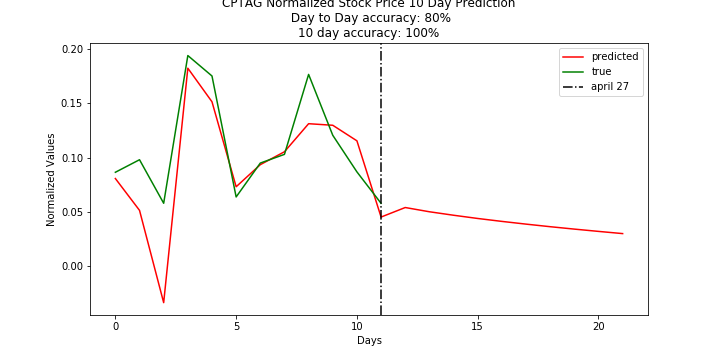 CPTAG Normalized Stock Price 10 Day Prediction
Day to Day accuracy: 80%
10 day accuracy: 100%
0.20
0.15
0.10
0.05
0.00
Normalized Values
predicted
true
april 27
0
5
10
15
20
Days